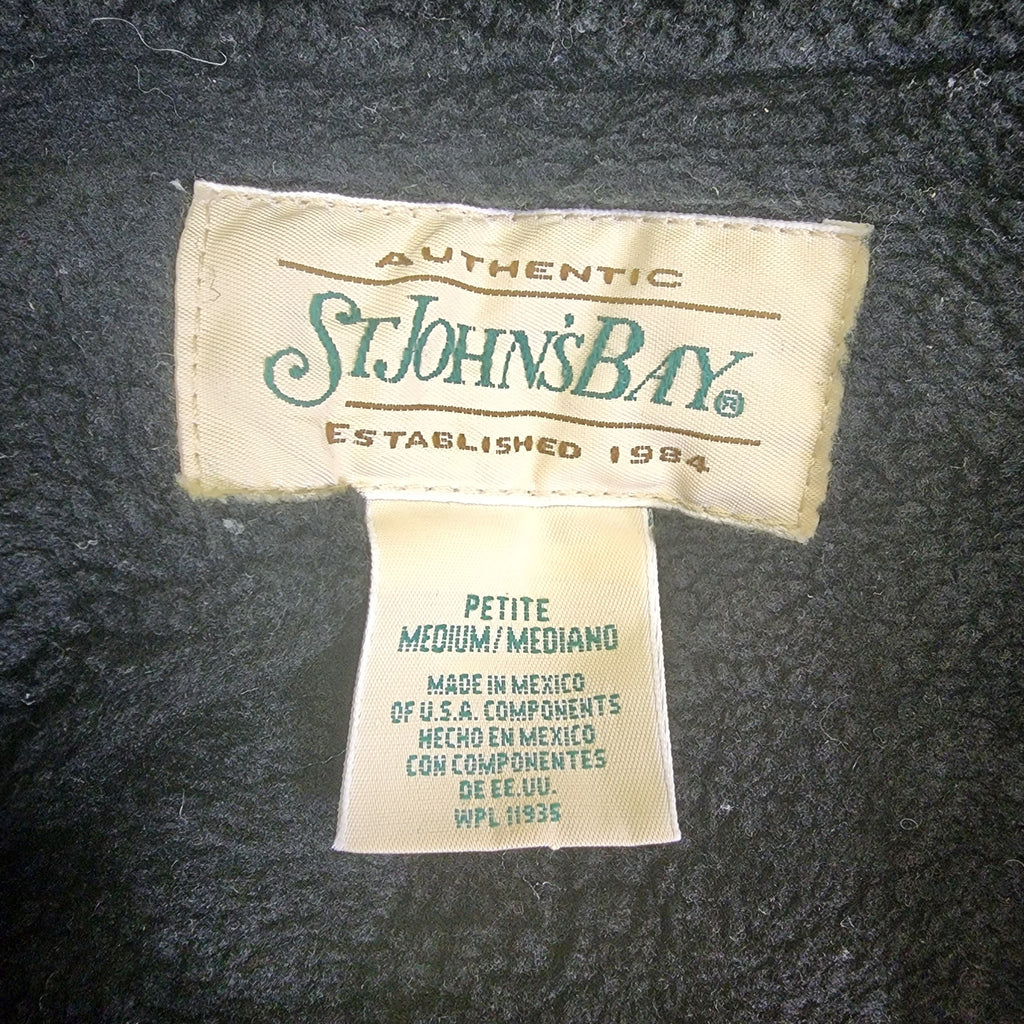 AUTHENTIC
ST. JOHN'S BAY®
ESTABLISHED 1984
PETITE
MEDIUM/MEDIANO
MADE IN MEXICO
OF U.S.A. COMPONENTS
HECHO EN MEXICO
CON COMPONENTES
DE EE.UU.
WPL 11935